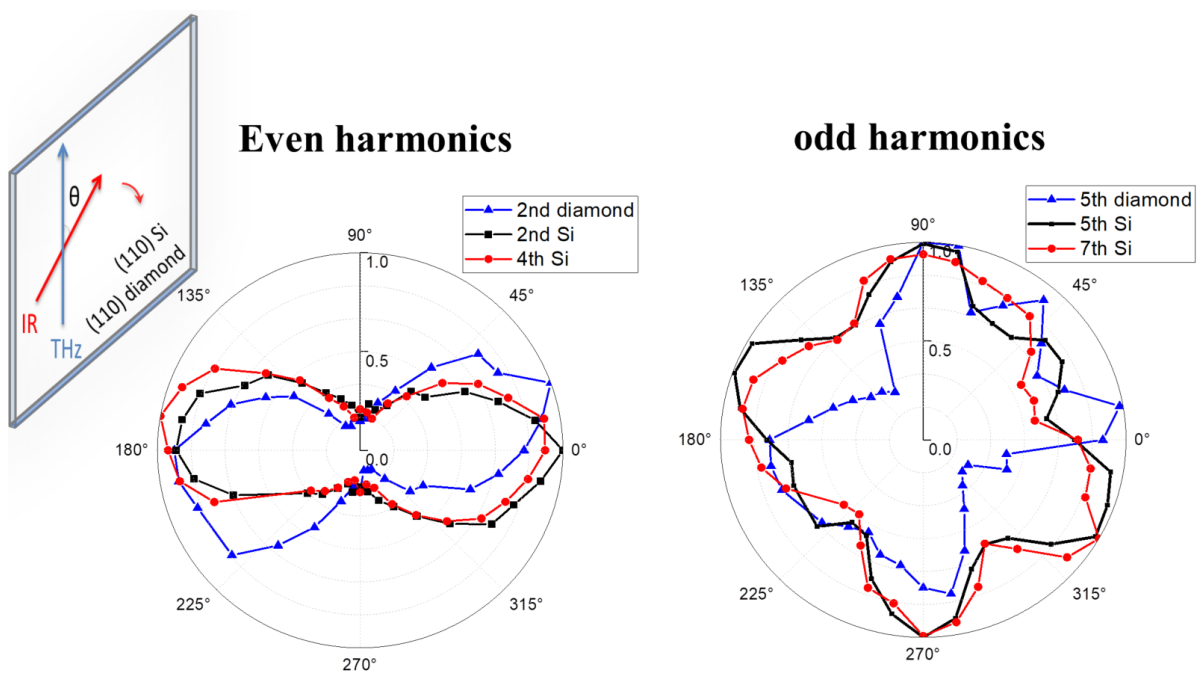 Even harmonics
odd harmonics
θ
IR
THz
(110) Si
(110) diamond
2nd diamond
2nd Si
4th Si
90°
1.0
135°
45°
0.5
180°
0.0
0°
225°
315°
270°
5th diamond
5th Si
7th Si
90°
1.0
135°
45°
0.5
180°
0.0
0°
225°
315°
270°